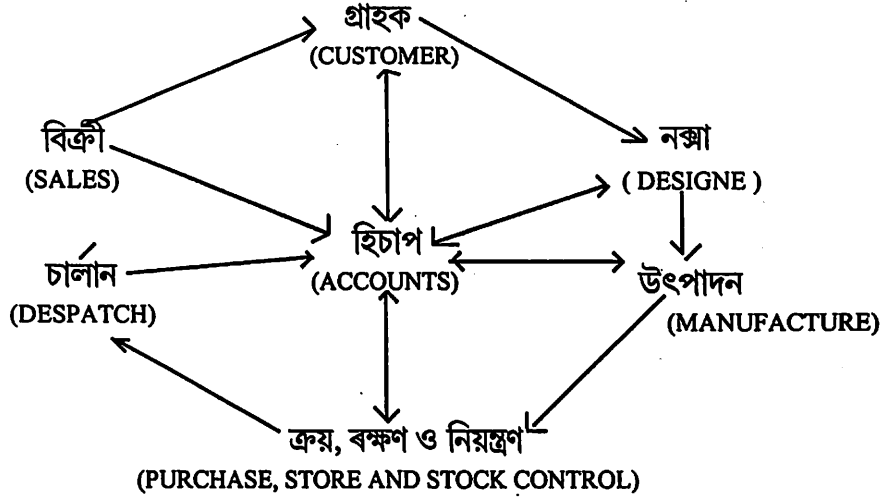 গ্রাহক
(CUSTOMER)
বিক্ৰী
(SALES)
নক্সা
( DESIGNE )
হিচাপ
(ACCOUNTS)
চালান
(DESPATCH)
উৎপাদন
(MANUFACTURE)
ক্ৰয়, ৰক্ষণ ও নিয়ন্ত্ৰণ
(PURCHASE, STORE AND STOCK CONTROL)